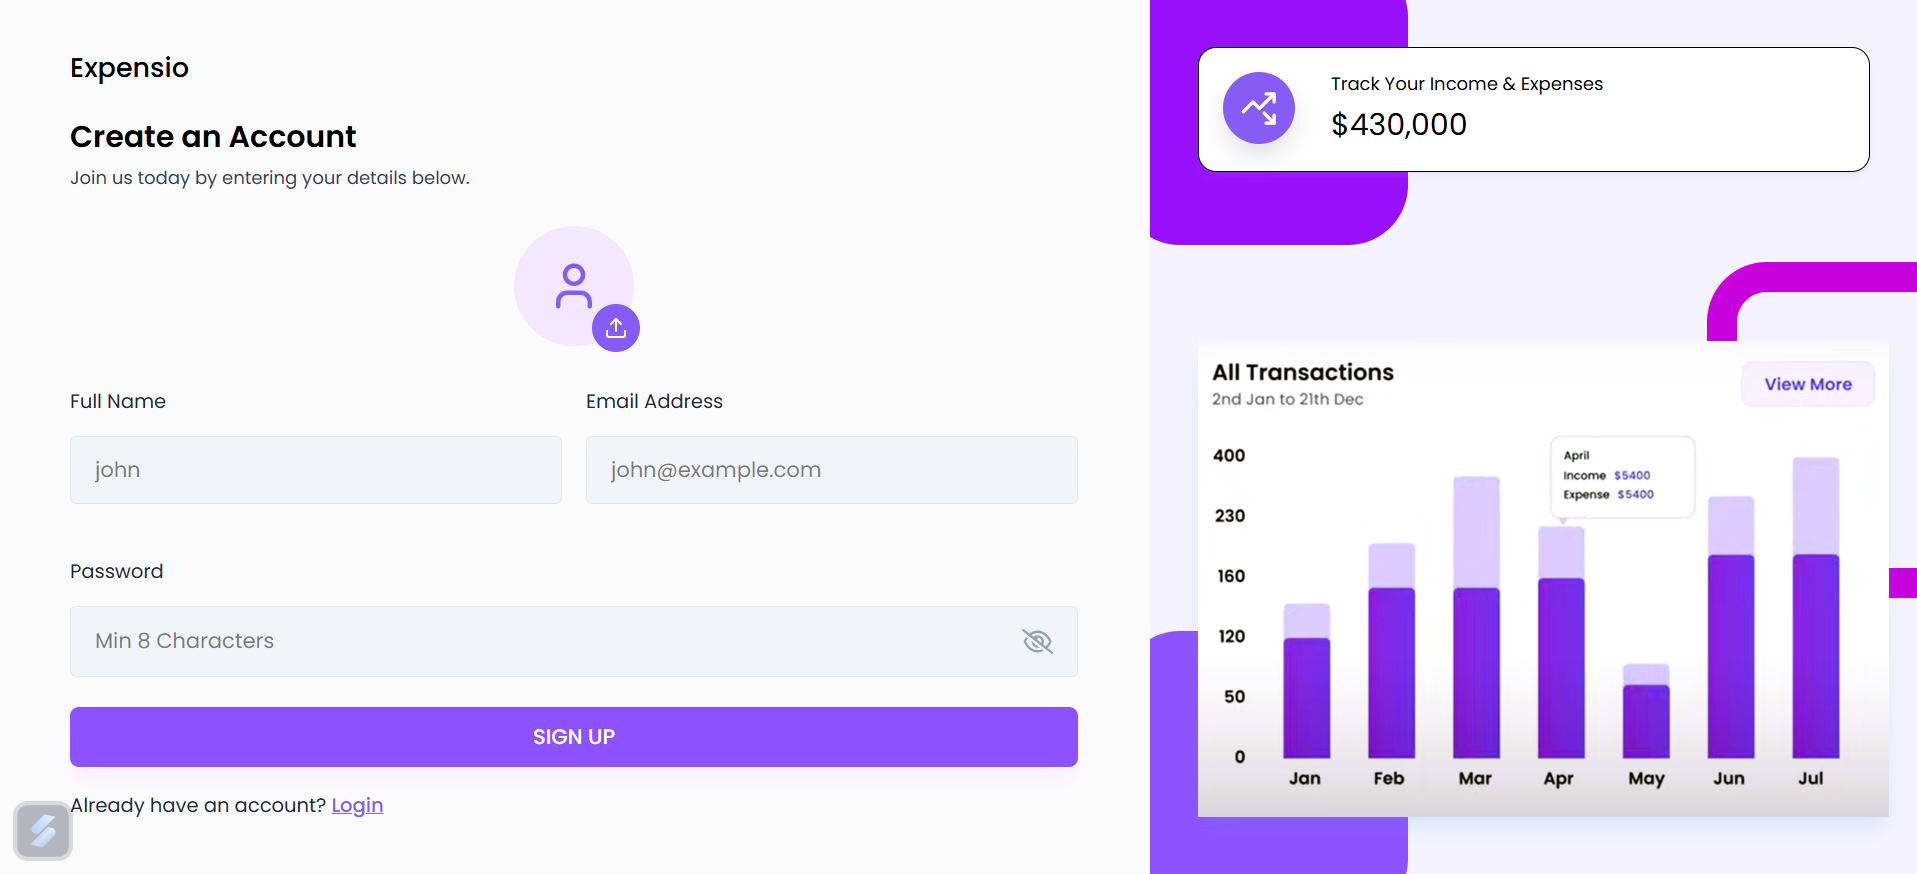 Expensio
Create an Account
Join us today by entering your details below.
Full Name
Email Address
john
john@example.com
Password
Min 8 Characters
SIGN UP
Already have an account? Login
Track Your Income & Expenses
$430,000
All Transactions
2nd Jan to 21th Dec
View More
400
230
160
120
50
0
April
Income $5400
Expense $5400
Jan Feb Mar Apr May Jun Jul